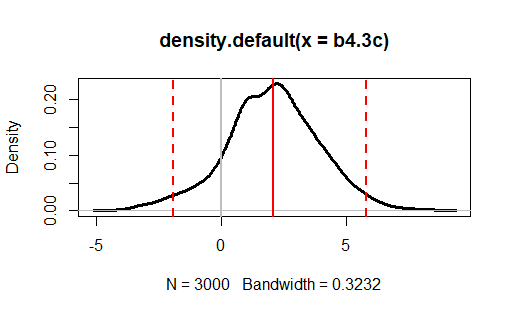 density.default(x = b4.3c)
Density
0.20
0.10
0.00
-5
0
5
N = 3000   Bandwidth = 0.3232